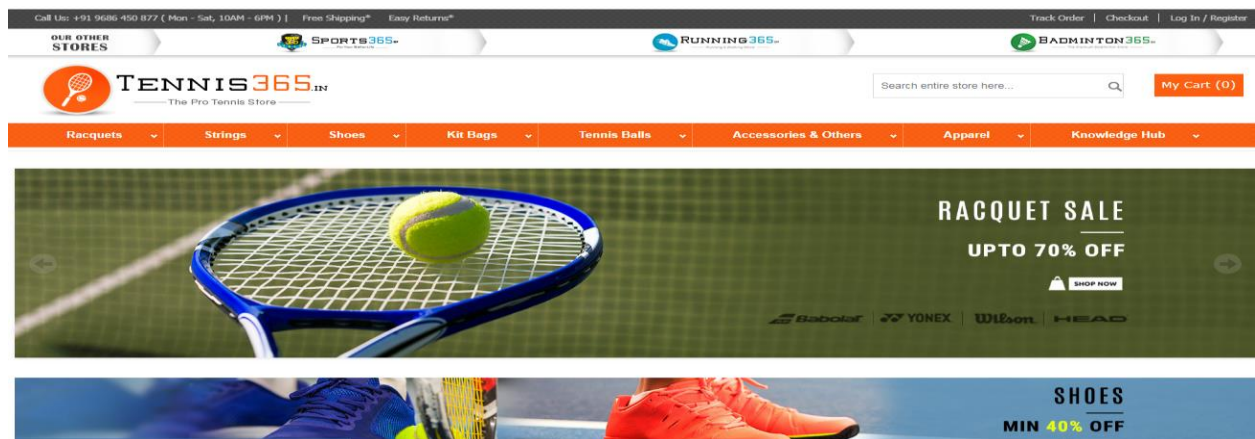 Call Us: +91 9686 450 877 ( Mon - Sat, 10AM - 6PM ) | Free Shipping* Easy Returns* Track Order | Checkout | Log In / Register
OUR OTHER
STORES
SPORTS365
RUNNING365
BADMINTON365
TENNIS365.IN
The Pro Tennis Store
Search entire store here...
My Cart (0)
Racquets Strings Shoes Kit Bags Tennis Balls Accessories & Others Apparel Knowledge Hub
RACQUET SALE
UPTO 70% OFF
SHOP NOW
Babolat YONEX Wilson HEAD
SHOES
MIN 40% OFF